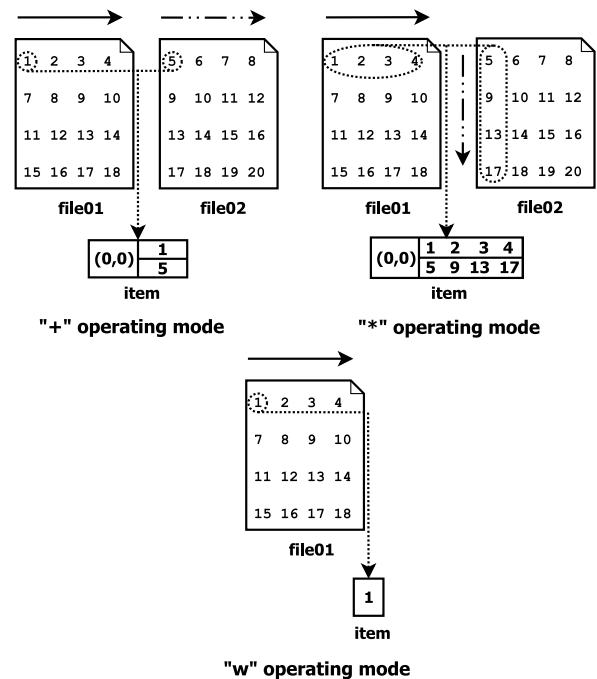 1 2 3 4
7 8 9 10
11 12 13 14
15 16 17 18
file01
5 6 7 8
9 10 11 12
13 14 15 16
17 18 19 20
file02
(0,0) 1
5
item
"+" operating mode
1 2 3 4
7 8 9 10
11 12 13 14
15 16 17 18
file01
5 6 7 8
9 10 11 12
13 14 15 16
17 18 19 20
file02
(0,0) 1 2 3 4
5 9 13 17
item
"*" operating mode
1 2 3 4
7 8 9 10
11 12 13 14
15 16 17 18
file01
1
item
"w" operating mode